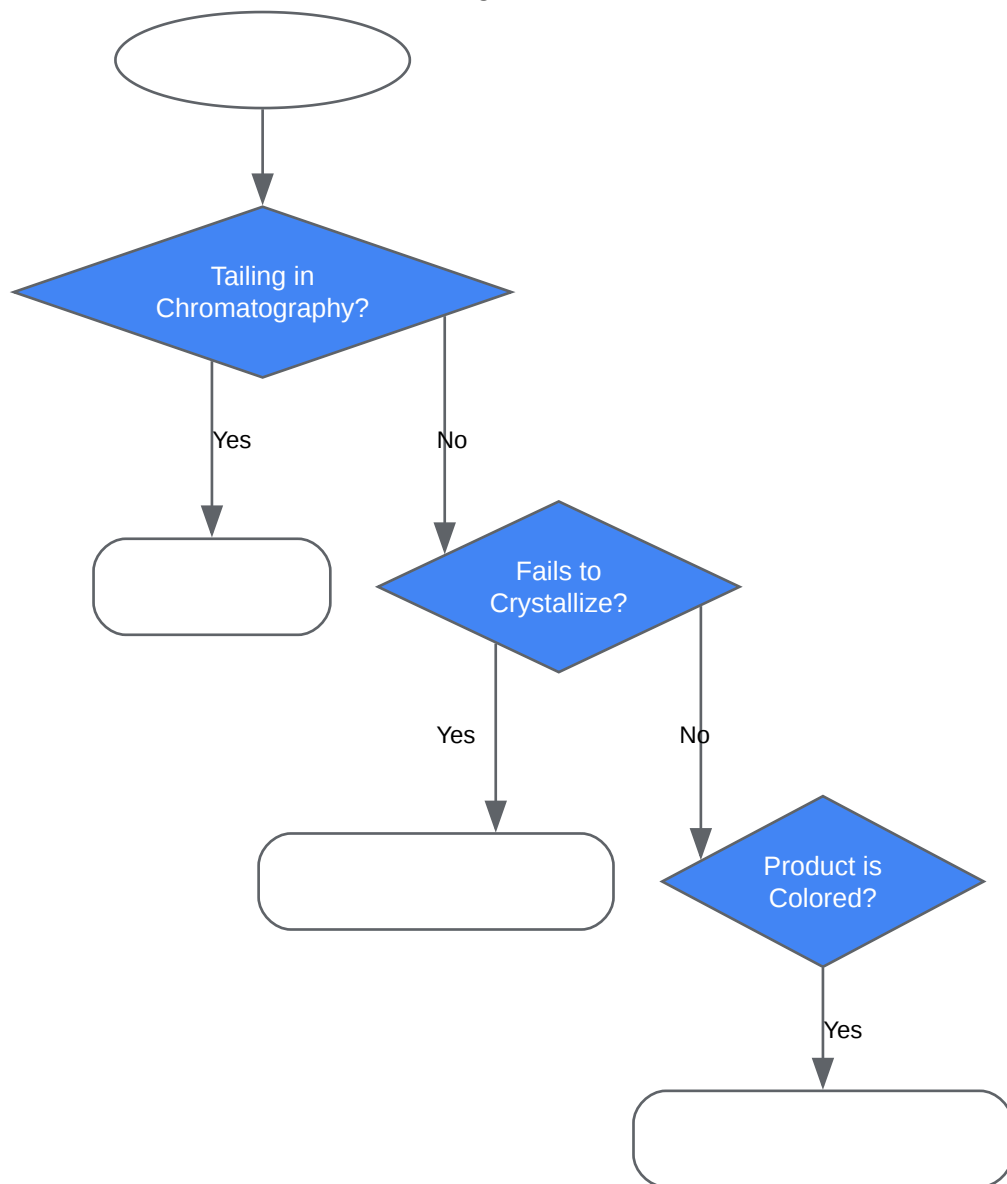 Tailing in
Chromatography?
Yes
No
Fails to
Crystallize?
Yes
No
Product is
Colored?
Yes